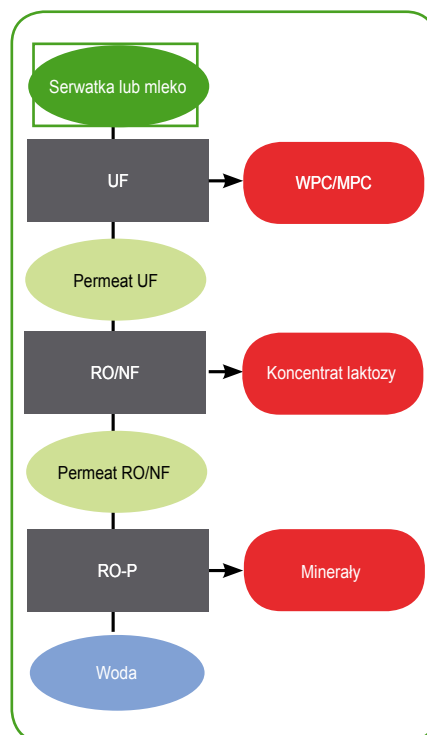 Serwatka lub mleko
UF
WPC/MPC
Permeat UF
RO/NF
Koncentrat laktozy
Permeat RO/NF
RO-P
Minerały
Woda